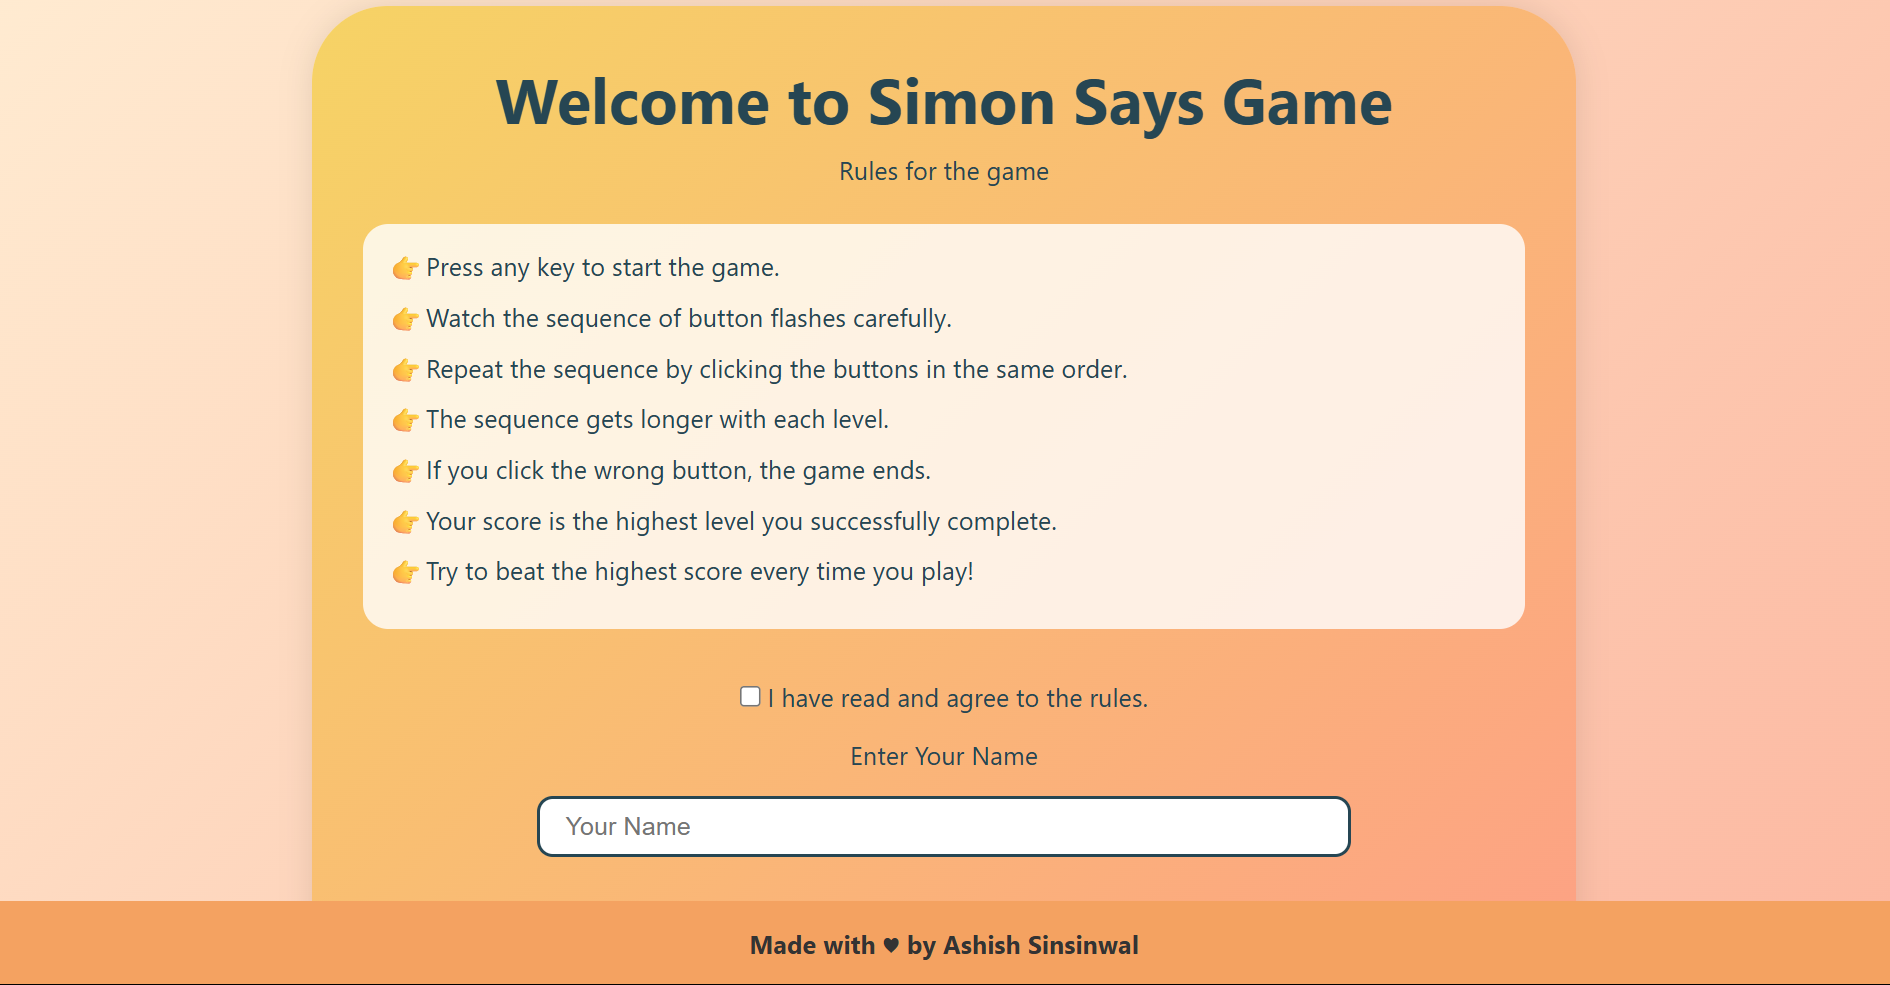 Welcome to Simon Says Game
Rules for the game
👉 Press any key to start the game.
👉 Watch the sequence of button flashes carefully.
👉 Repeat the sequence by clicking the buttons in the same order.
👉 The sequence gets longer with each level.
👉 If you click the wrong button, the game ends.
👉 Your score is the highest level you successfully complete.
👉 Try to beat the highest score every time you play!
I have read and agree to the rules.
Enter Your Name
Your Name
Made with ♥ by Ashish Sinsinwal